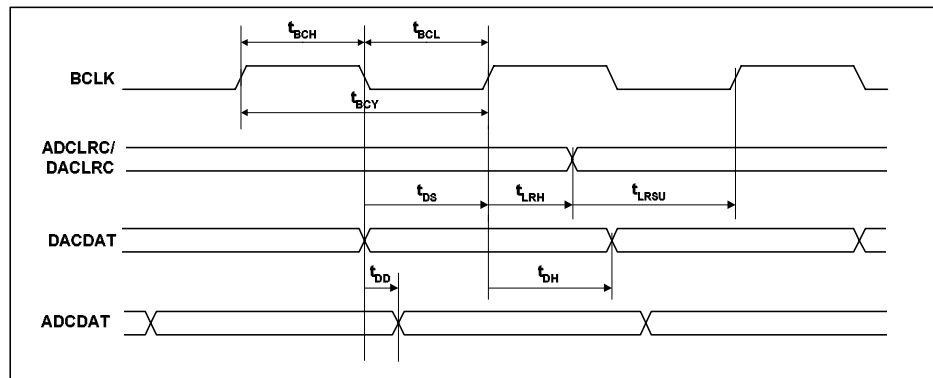 tBCH tBCL
BCLK
tBCY
ADCLRC/
DACLRC
tDS tLRH tLRSU
DACDAT
tDD tDH
ADCDAT